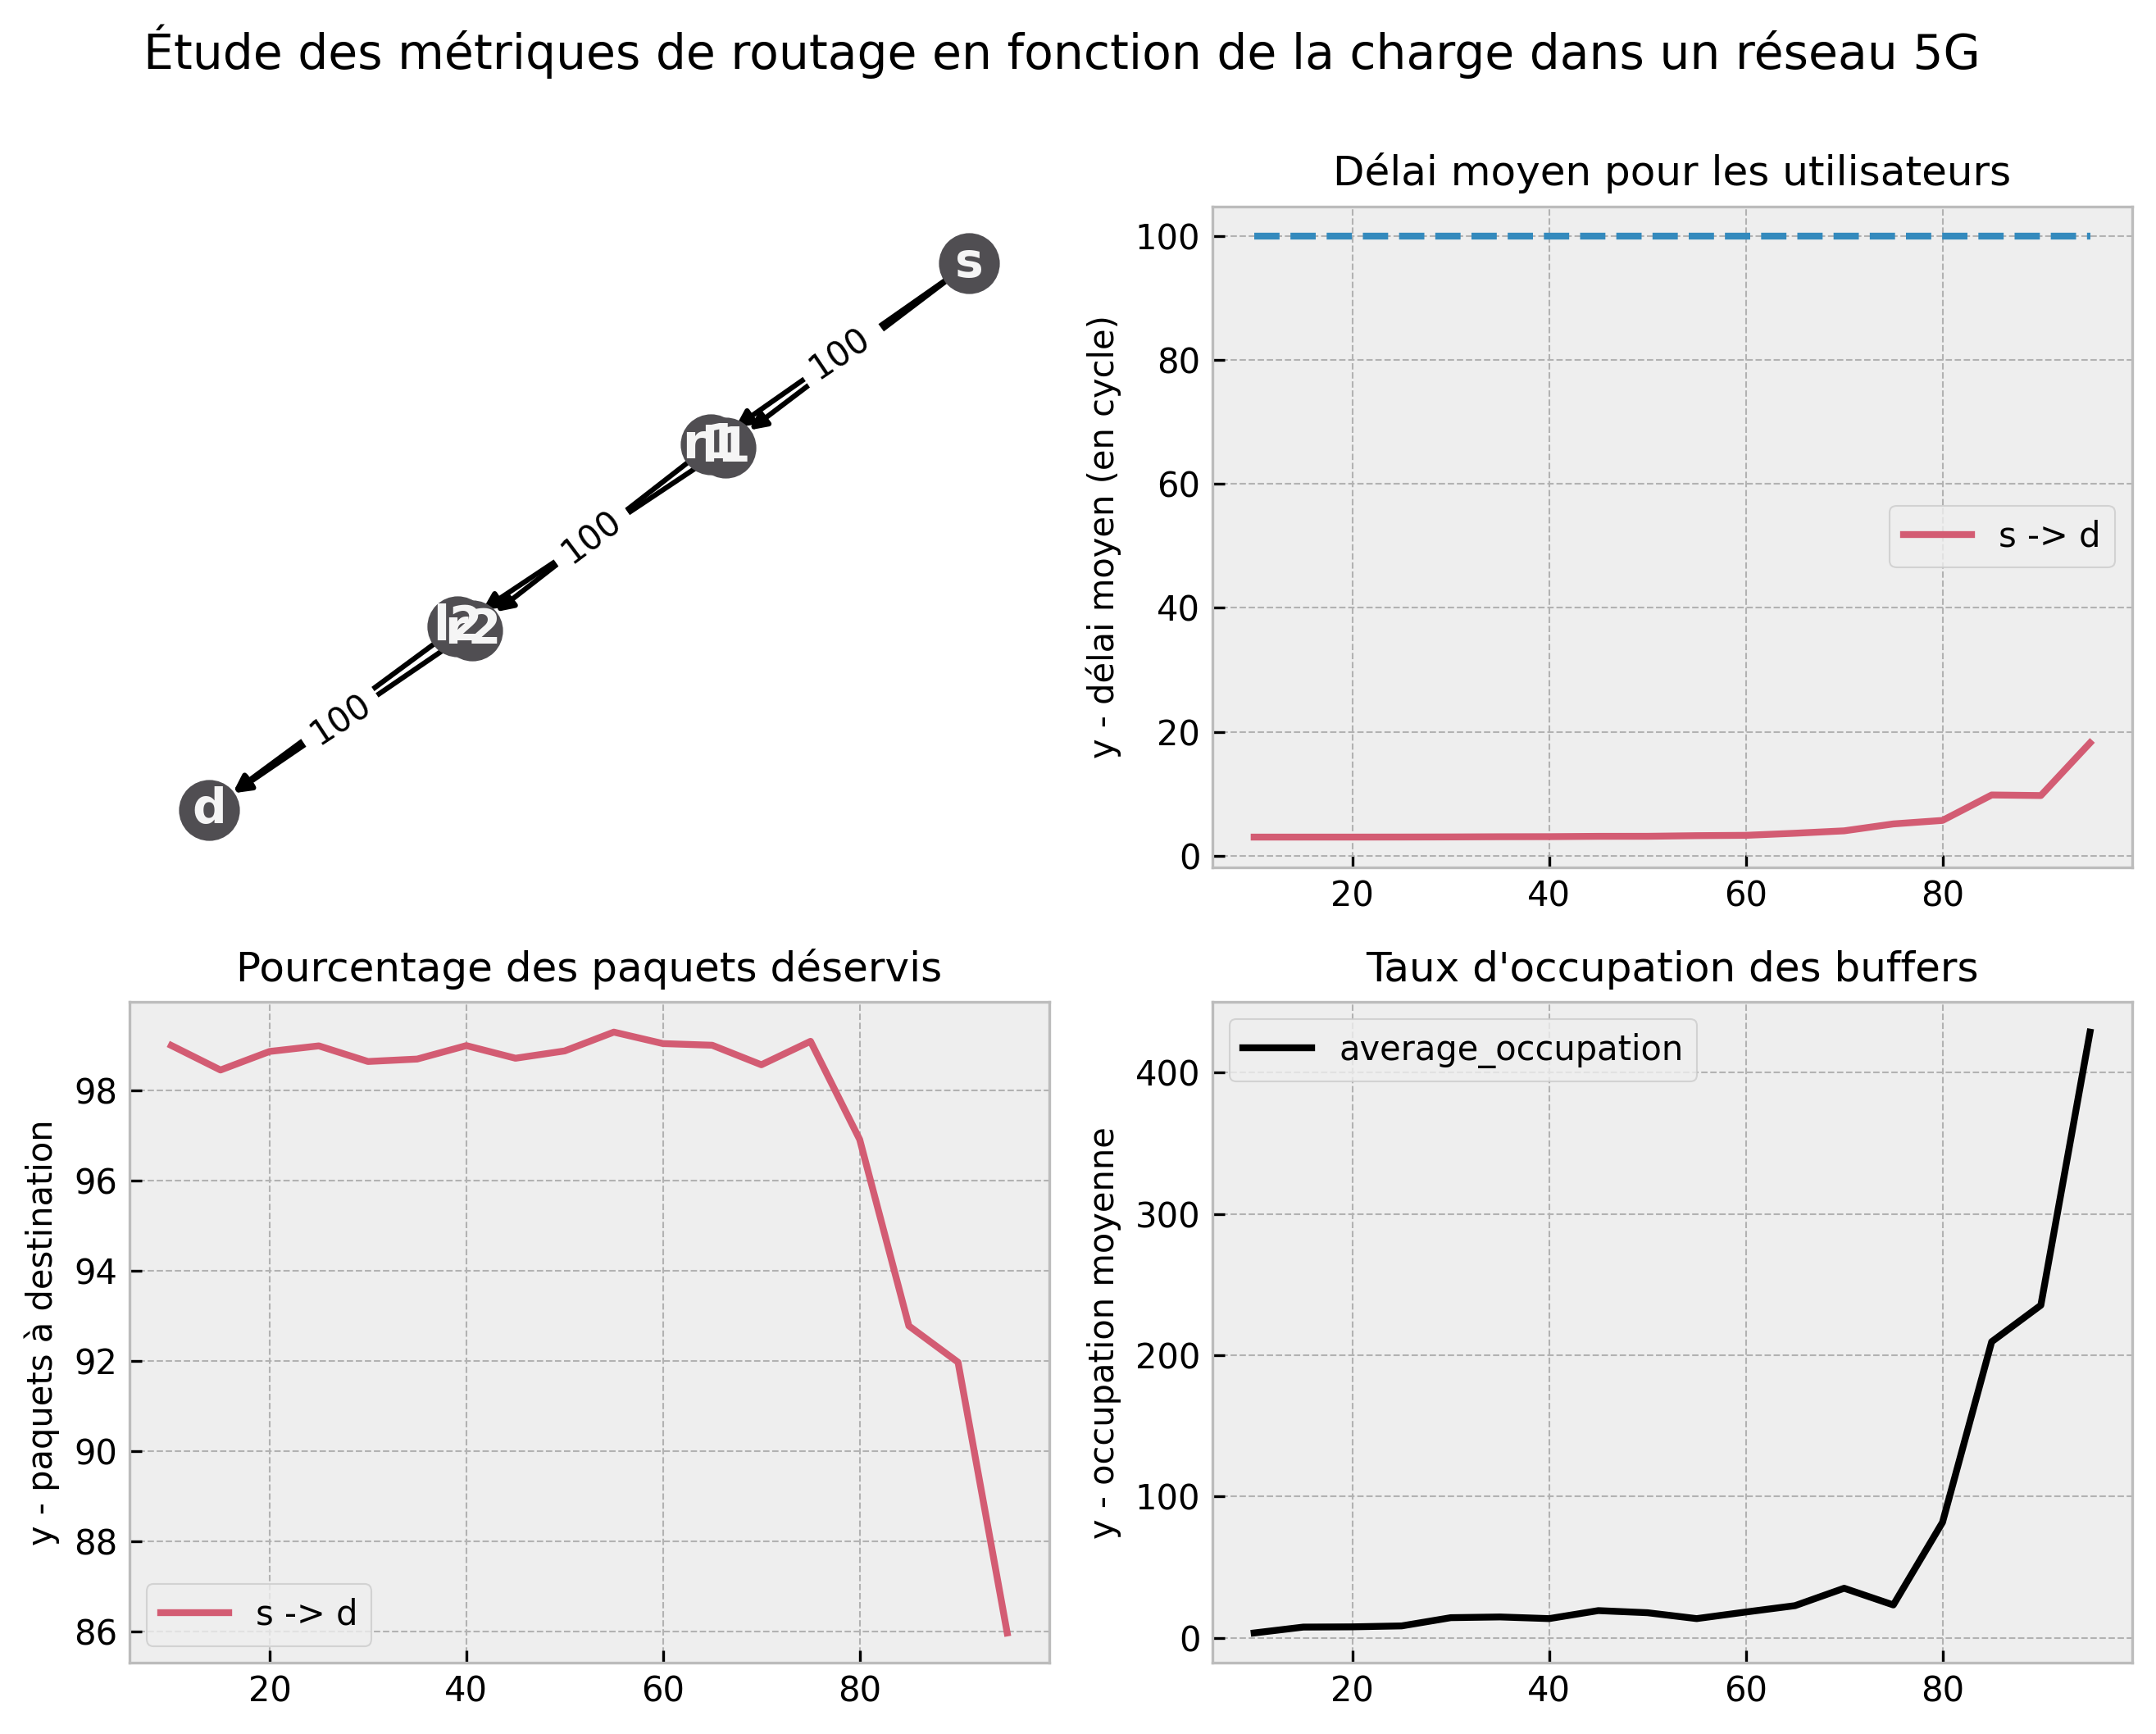 Étude des métriques de routage en fonction de la charge dans un réseau 5G
s
100
100
l2
r2
100
d
Délai moyen pour les utilisateurs
y - délai moyen (en cycle)
100
80
60
40
20
0
s -> d
20 40 60 80
Pourcentage des paquets déservis
y - paquets à destination
98
96
94
92
90
88
86
s -> d
20 40 60 80
Taux d'occupation des buffers
y - occupation moyenne
average_occupation
400
300
200
100
0
20 40 60 80